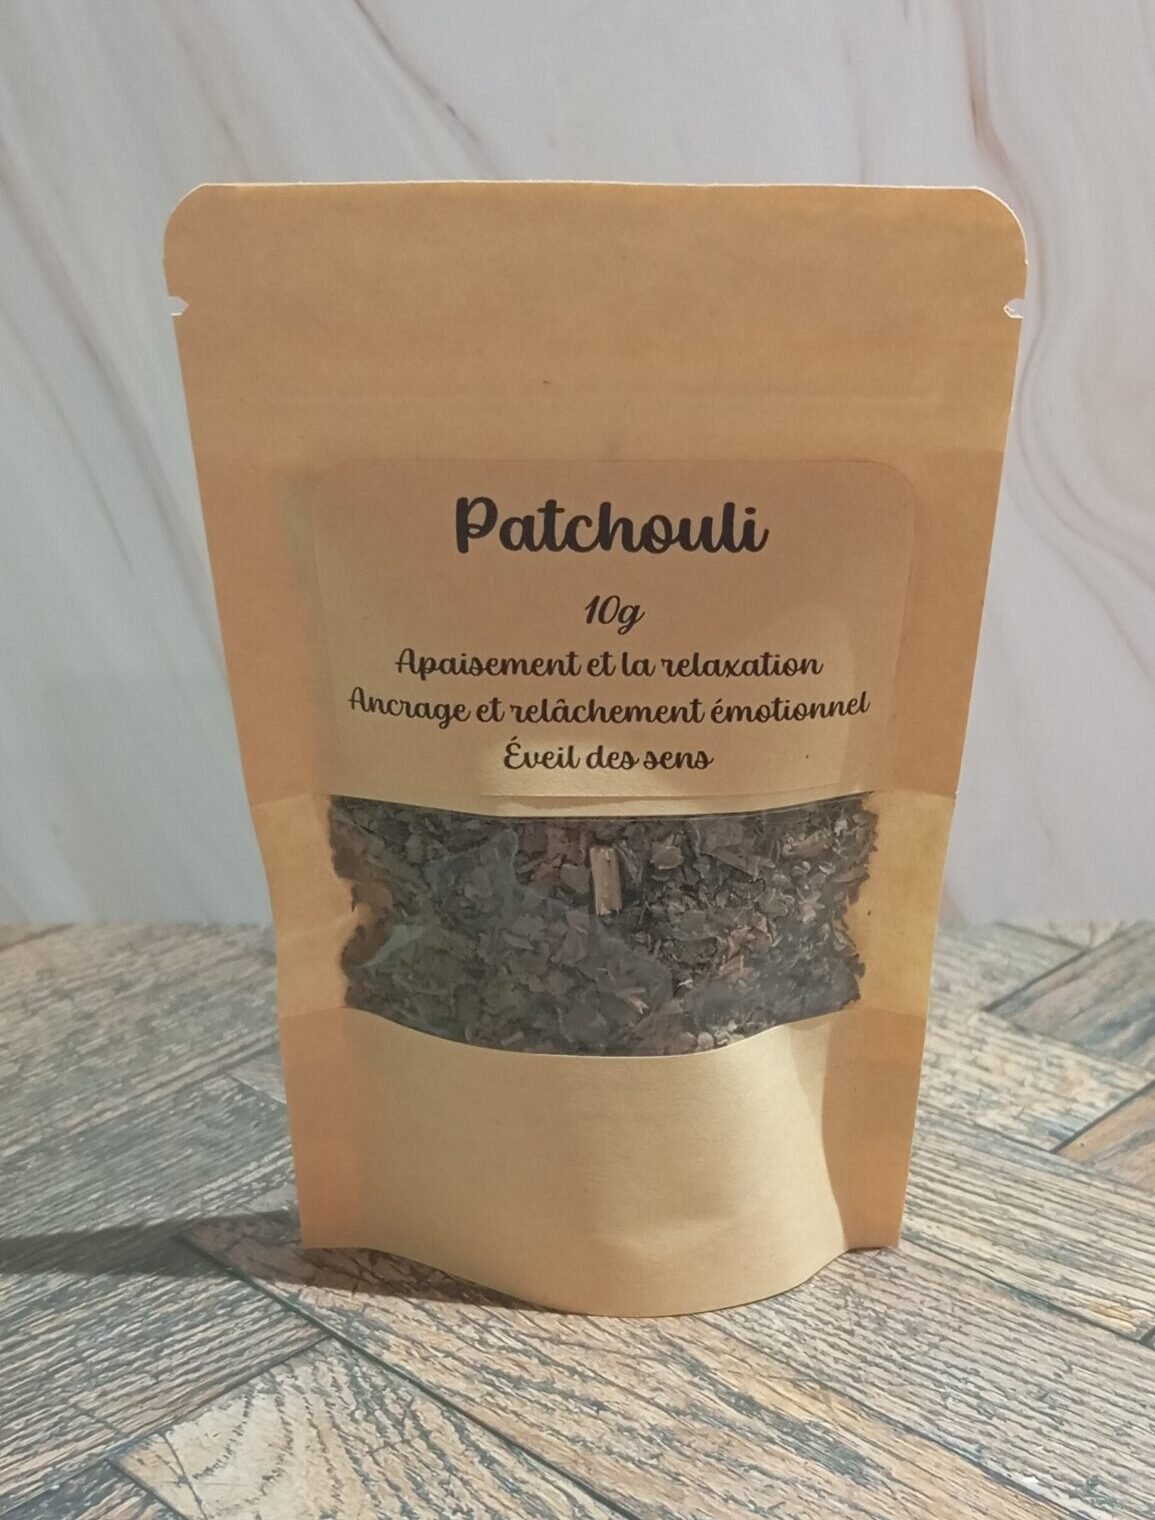 Patchouli
10g
Apaisement et la relaxation
Ancrage et relâchement émotionnel
Éveil des sens